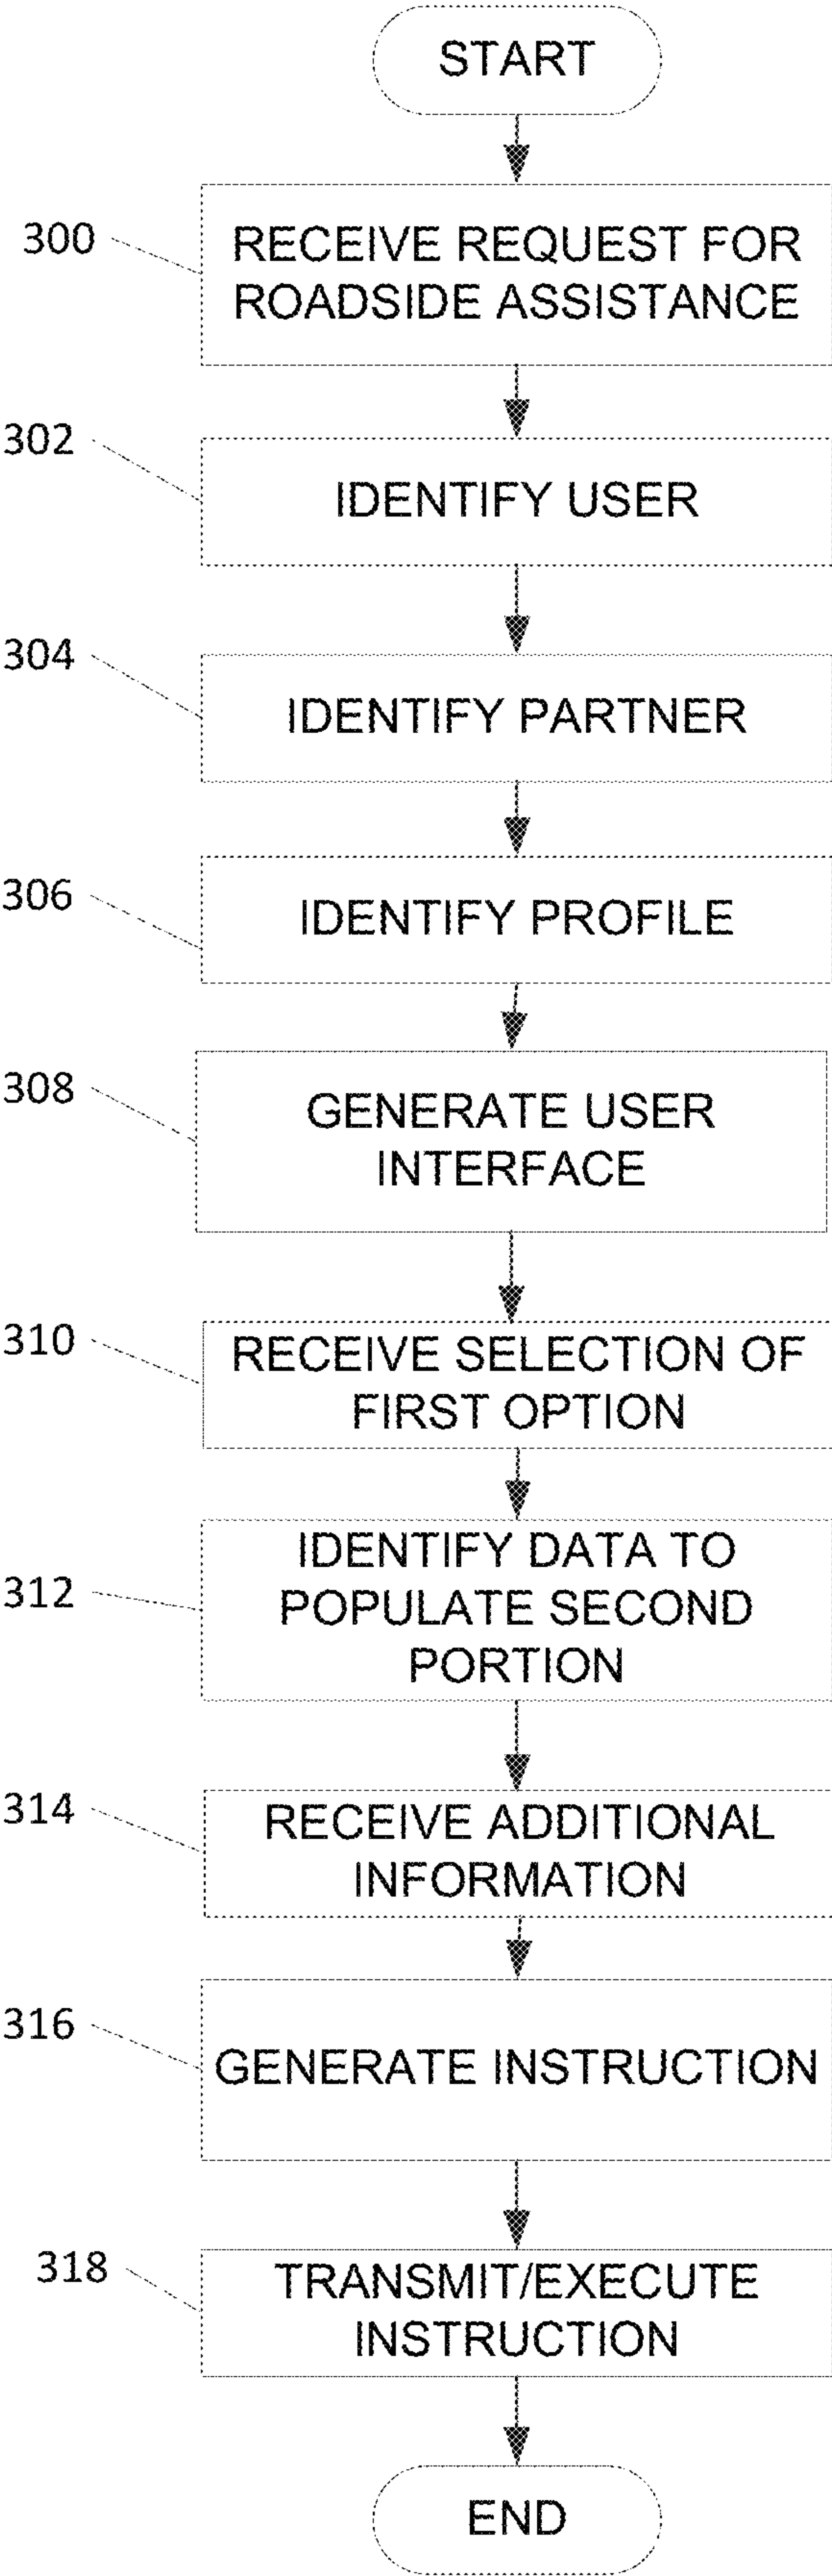 START
300
RECEIVE REQUEST FOR
ROADSIDE ASSISTANCE
302
IDENTIFY USER
304
IDENTIFY PARTNER
306
IDENTIFY PROFILE
308
GENERATE USER
INTERFACE
310
RECEIVE SELECTION OF
FIRST OPTION
312
IDENTIFY DATA TO
POPULATE SECOND
PORTION
314
RECEIVE ADDITIONAL
INFORMATION
316
GENERATE INSTRUCTION
318
TRANSMIT/EXECUTE
INSTRUCTION
END